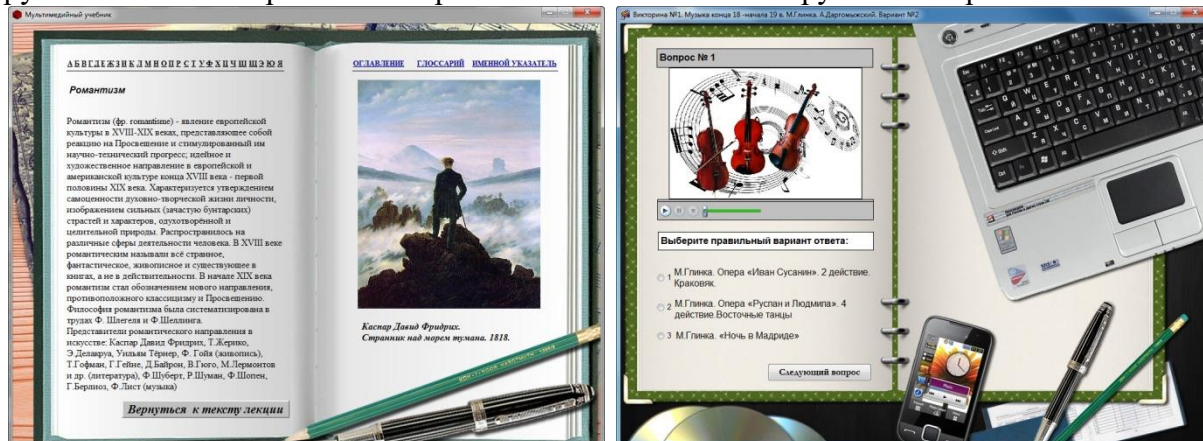 Мультимедийный учебник
А Б В Г Д Е Ж З И К Л М Н О П Р С Т У Ф Х Ц Ч Ш Щ Э Ю Я
Романтизм
Романтизм (фр. romantisme) - явление европейской
культуры в XVIII-XIX веках, представляющее собой
реакцию на Просвещение и стимулированный им
научно-технический прогресс; идейное и
художественное направление в европейской и
американской культуре конца XVIII века - первой
половины XIX века. Характеризуется утверждением
самоценности духовно-творческой жизни личности,
изображением сильных (зачастую бунтарских)
страстей и характеров, одухотворённой и
целительной природы. Распространилось на
различные сферы деятельности человека. В XVIII веке
романтическим называли всё странное,
фантастическое, живописное и существующее в
книгах, а не в действительности. В начале XIX века
романтизм стал обозначением нового направления,
противоположного классицизму и Просвещению.
Философия романтизма была систематизирована в
трудах Ф. Шлегеля и Ф.Шеллинга.
Представители романтического направления в
искусстве: Каспар Давид Фридрих, Т.Жерико,
Э.Делакруа, Уильям Тёрнер, Ф. Гойя (живопись),
Т.Гофман, Г.Гейне, Д.Байрон, В.Гюго, М.Лермонтов
и др. (литература), Ф.Шуберт, Р.Шуман, Ф.Шопен,
Г.Берлиоз, Ф.Лист (музыка)
Вернуться к тексту лекции
ОГЛАВЛЕНИЕ ГЛОССАРИЙ ИМЕННОЙ УКАЗАТЕЛЬ
Каспар Давид Фридрих.
Странник над морем тумана. 1818.
Викторина №1. Музыка конца 18 -начала 19 в. М.Глинка. А.Даргомыжский. Вариант №2
Вопрос № 1
Выберите правильный вариант ответа:
1 М.Глинка. Опера «Иван Сусанин». 2 действие.
Краковяк.
2 М.Глинка. Опера «Руслан и Людмила». 4
действие.Восточные танцы
3 М.Глинка. «Ночь в Мадриде»
Следующий вопрос